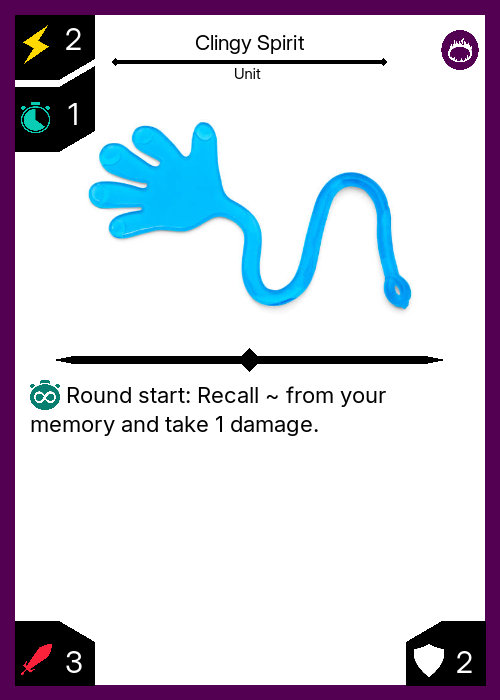 2
Clingy Spirit
Unit
1
Round start: Recall ~ from your
memory and take 1 damage.
3
2